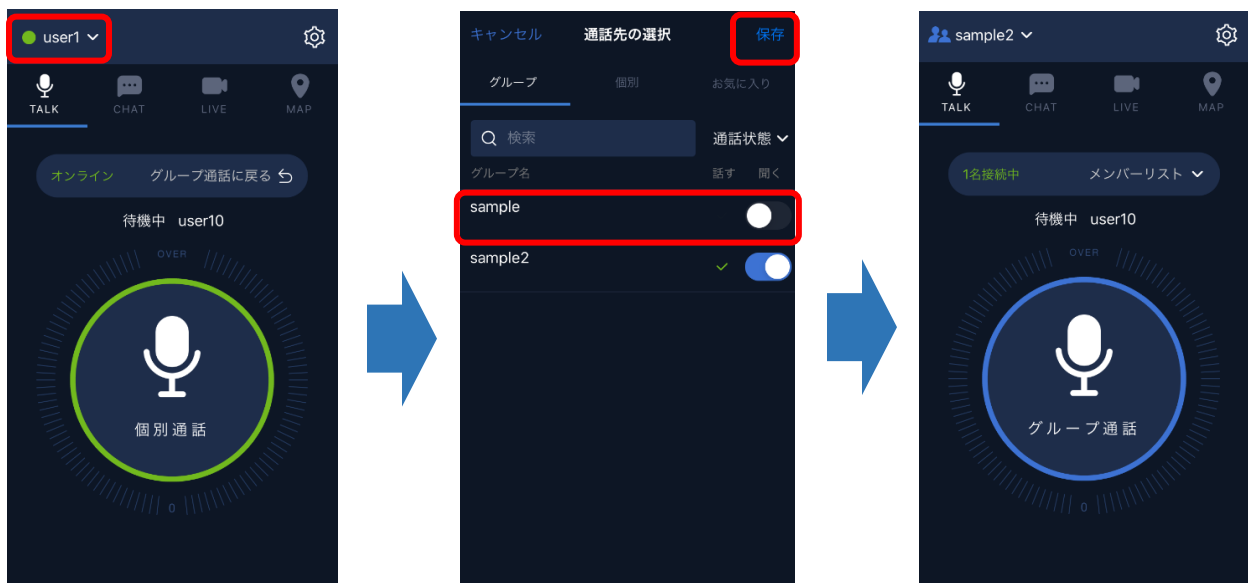 user1
TALK CHAT LIVE MAP
オンライン グループ通話に戻る
待機中 user10
OVER
個別通話
0
キャンセル 通話先の選択 保存
グループ 個別 お気に入り
検索 通話状態
グループ名 話す 聞く
sample
sample2
sample2
TALK CHAT LIVE MAP
1名接続中 メンバーリスト
待機中 user10
OVER
グループ通話
0